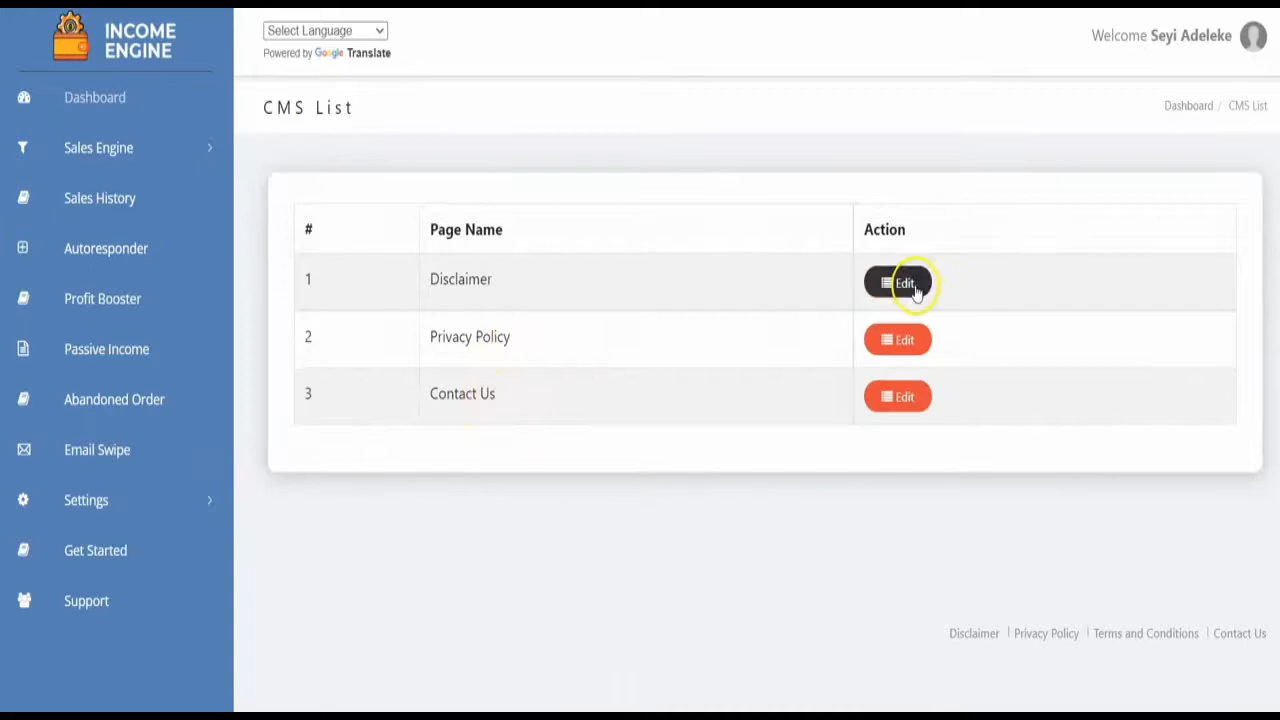 INCOME
ENGINE
Select Language
Powered by Google Translate
Welcome Seyi Adeleke
Dashboard
Sales Engine
Sales History
Autoresponder
Profit Booster
Passive Income
Abandoned Order
Email Swipe
Settings
Get Started
Support
CMS List
Dashboard / CMS List
# Page Name Action
1 Disclaimer Edit
2 Privacy Policy Edit
3 Contact Us Edit
Disclaimer | Privacy Policy | Terms and Conditions | Contact Us